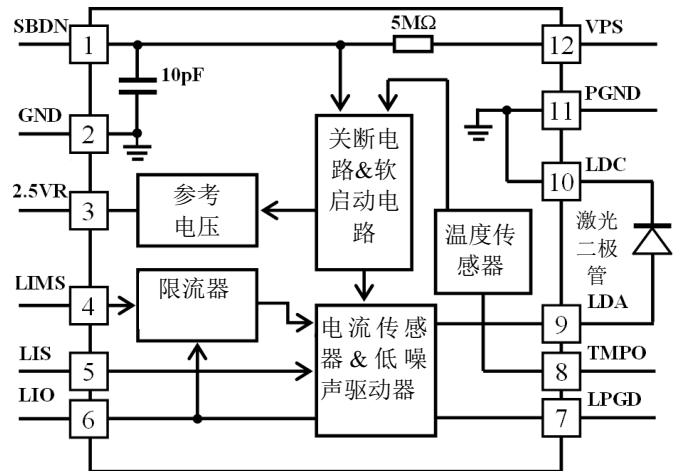 SBDN
1
5MΩ
12
VPS
10pF
GND
2
11
PGND
关断电
路&软
启动电
路
10
LDC
2.5VR
3
参考
电压
温度传
感器
激光
二极
管
LIMS
4
限流器
电流传感
器&低噪
声驱动器
9
LDA
LIS
5
8
TMPO
LIO
6
7
LPGD